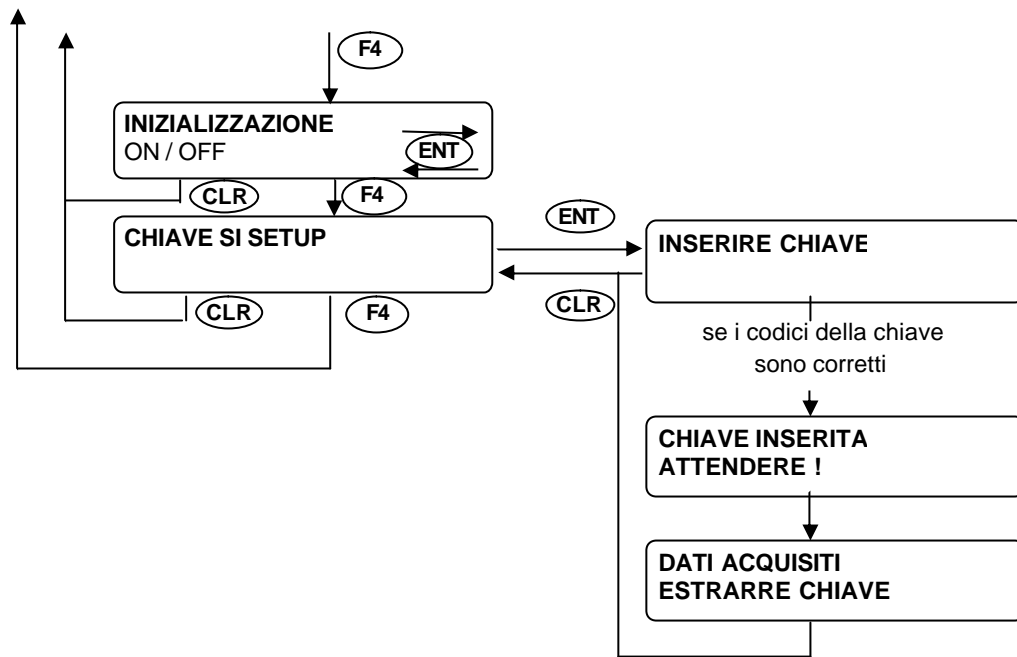 F4
INIZIALIZZAZIONE
ON / OFF
ENT
CLR
F4
CHIAVE SI SETUP
ENT
INSERIRE CHIAVE
CLR
F4
CLR
se i codici della chiave
sono corretti
CHIAVE INSERITA
ATTENDERE !
DATI ACQUISITI
ESTRARRE CHIAVE